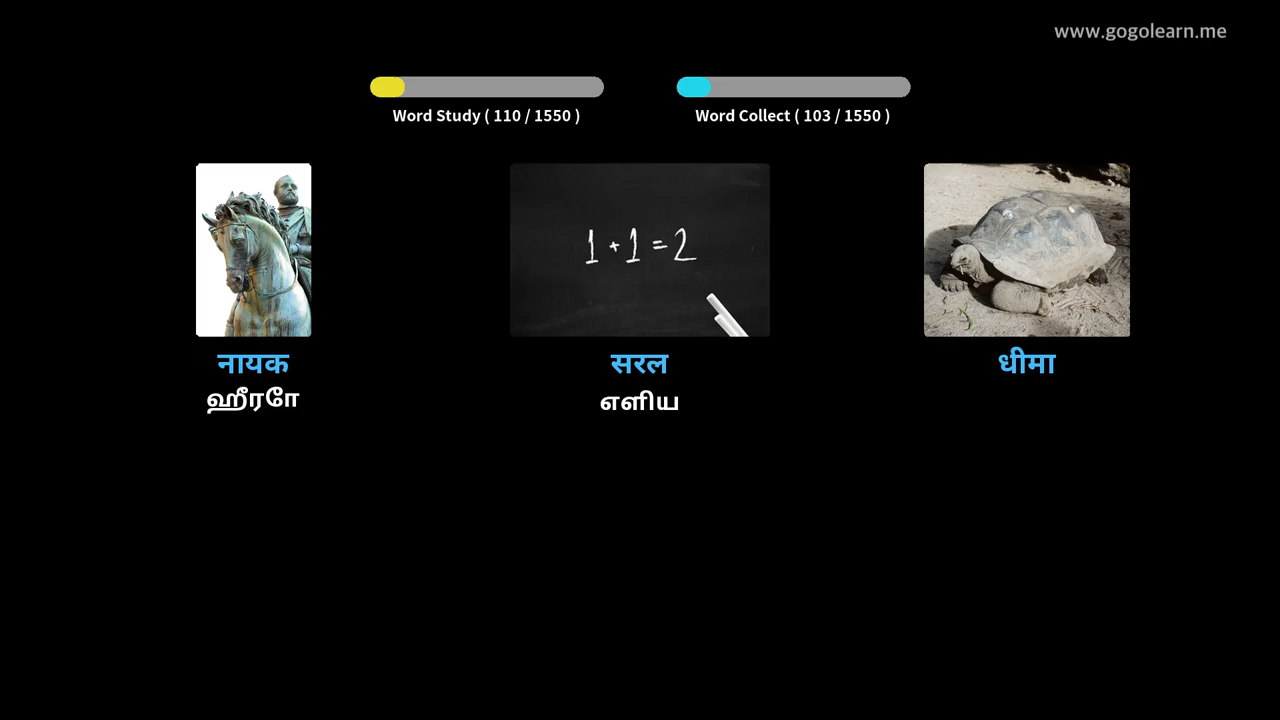 www.gogolearn.me
Word Study ( 110 / 1550 )
Word Collect ( 103 / 1550 )
1 + 1 = 2
नायक
ஹீரோ
सरल
எளிய
धीमा